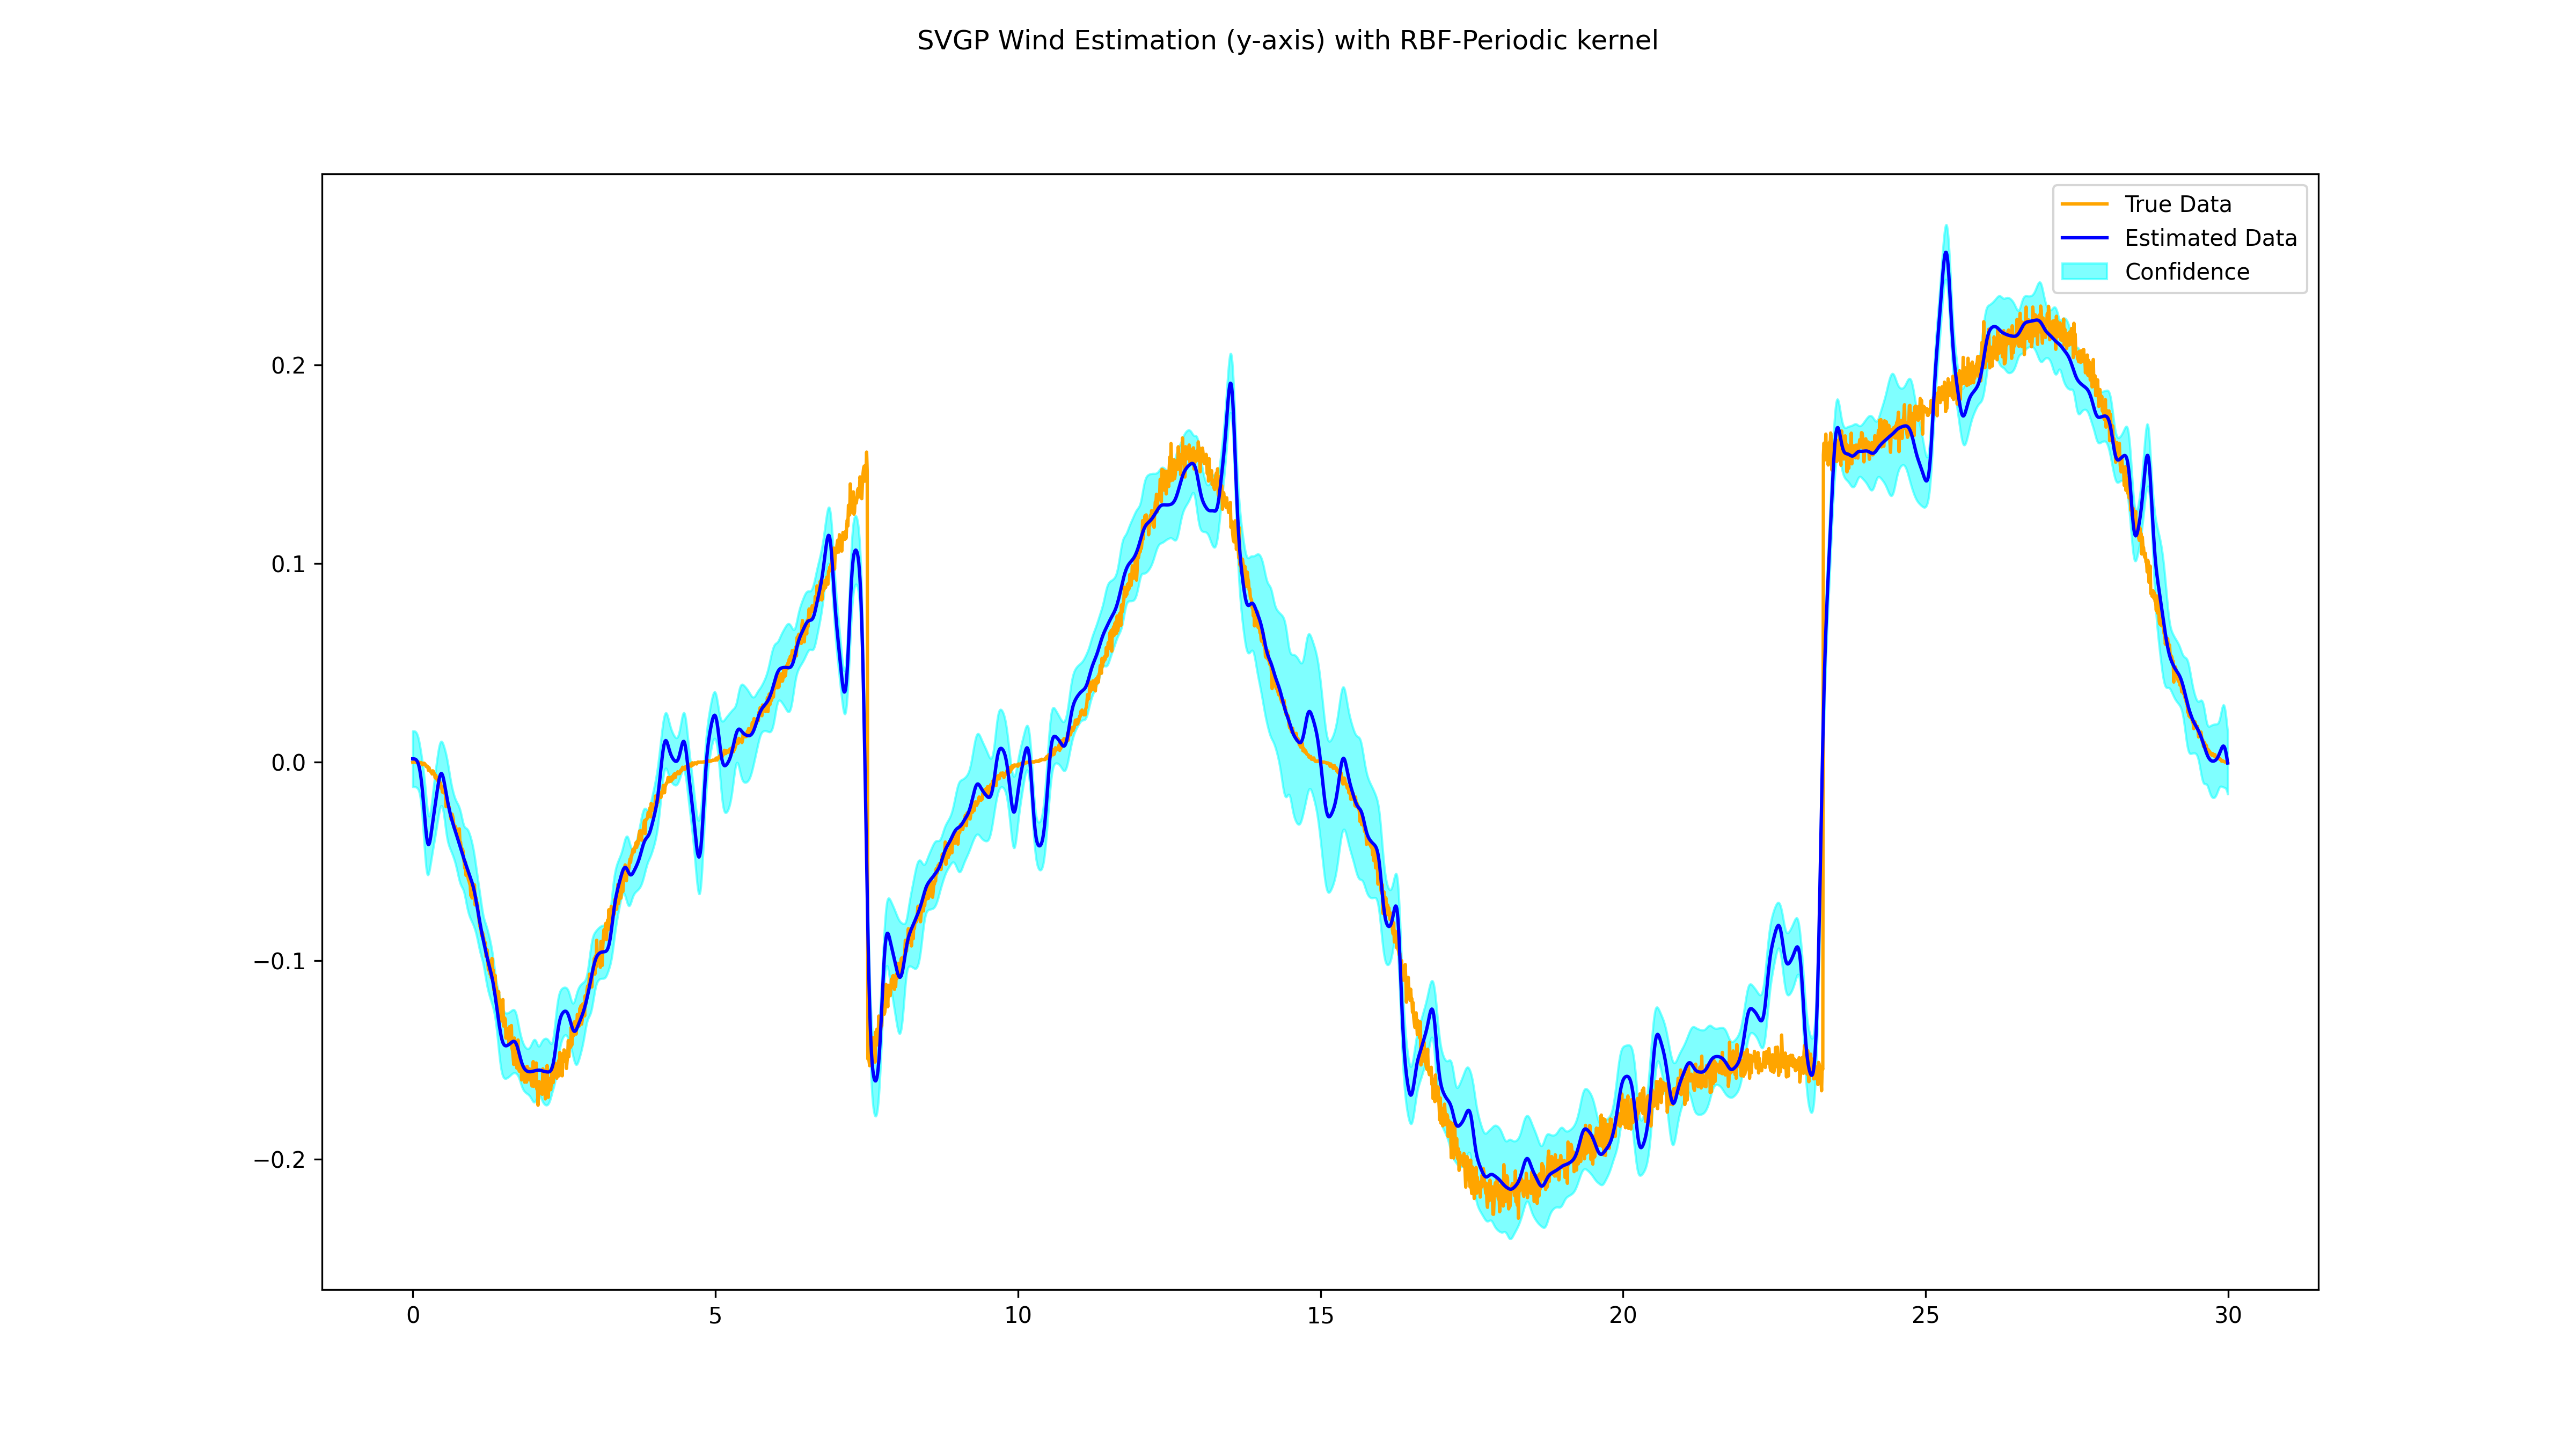 SVGP Wind Estimation (y-axis) with RBF-Periodic kernel
True Data
Estimated Data
Confidence
0.2
0.1
0.0
−0.1
−0.2
0 5 10 15 20 25 30